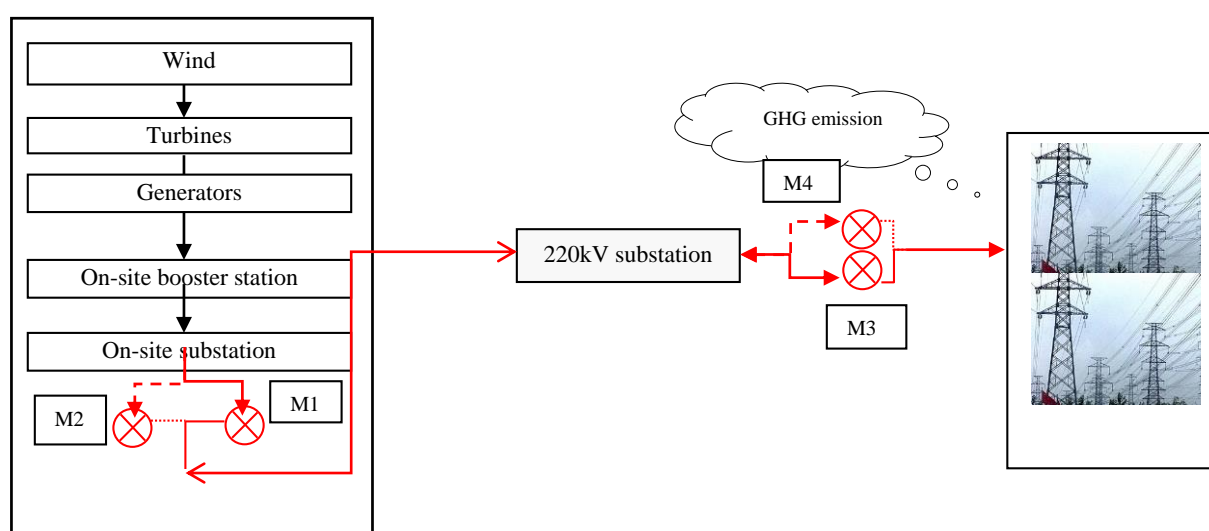 Wind
Turbines
Generators
On-site booster station
On-site substation
M2
M1
220kV substation
GHG emission
M4
M3